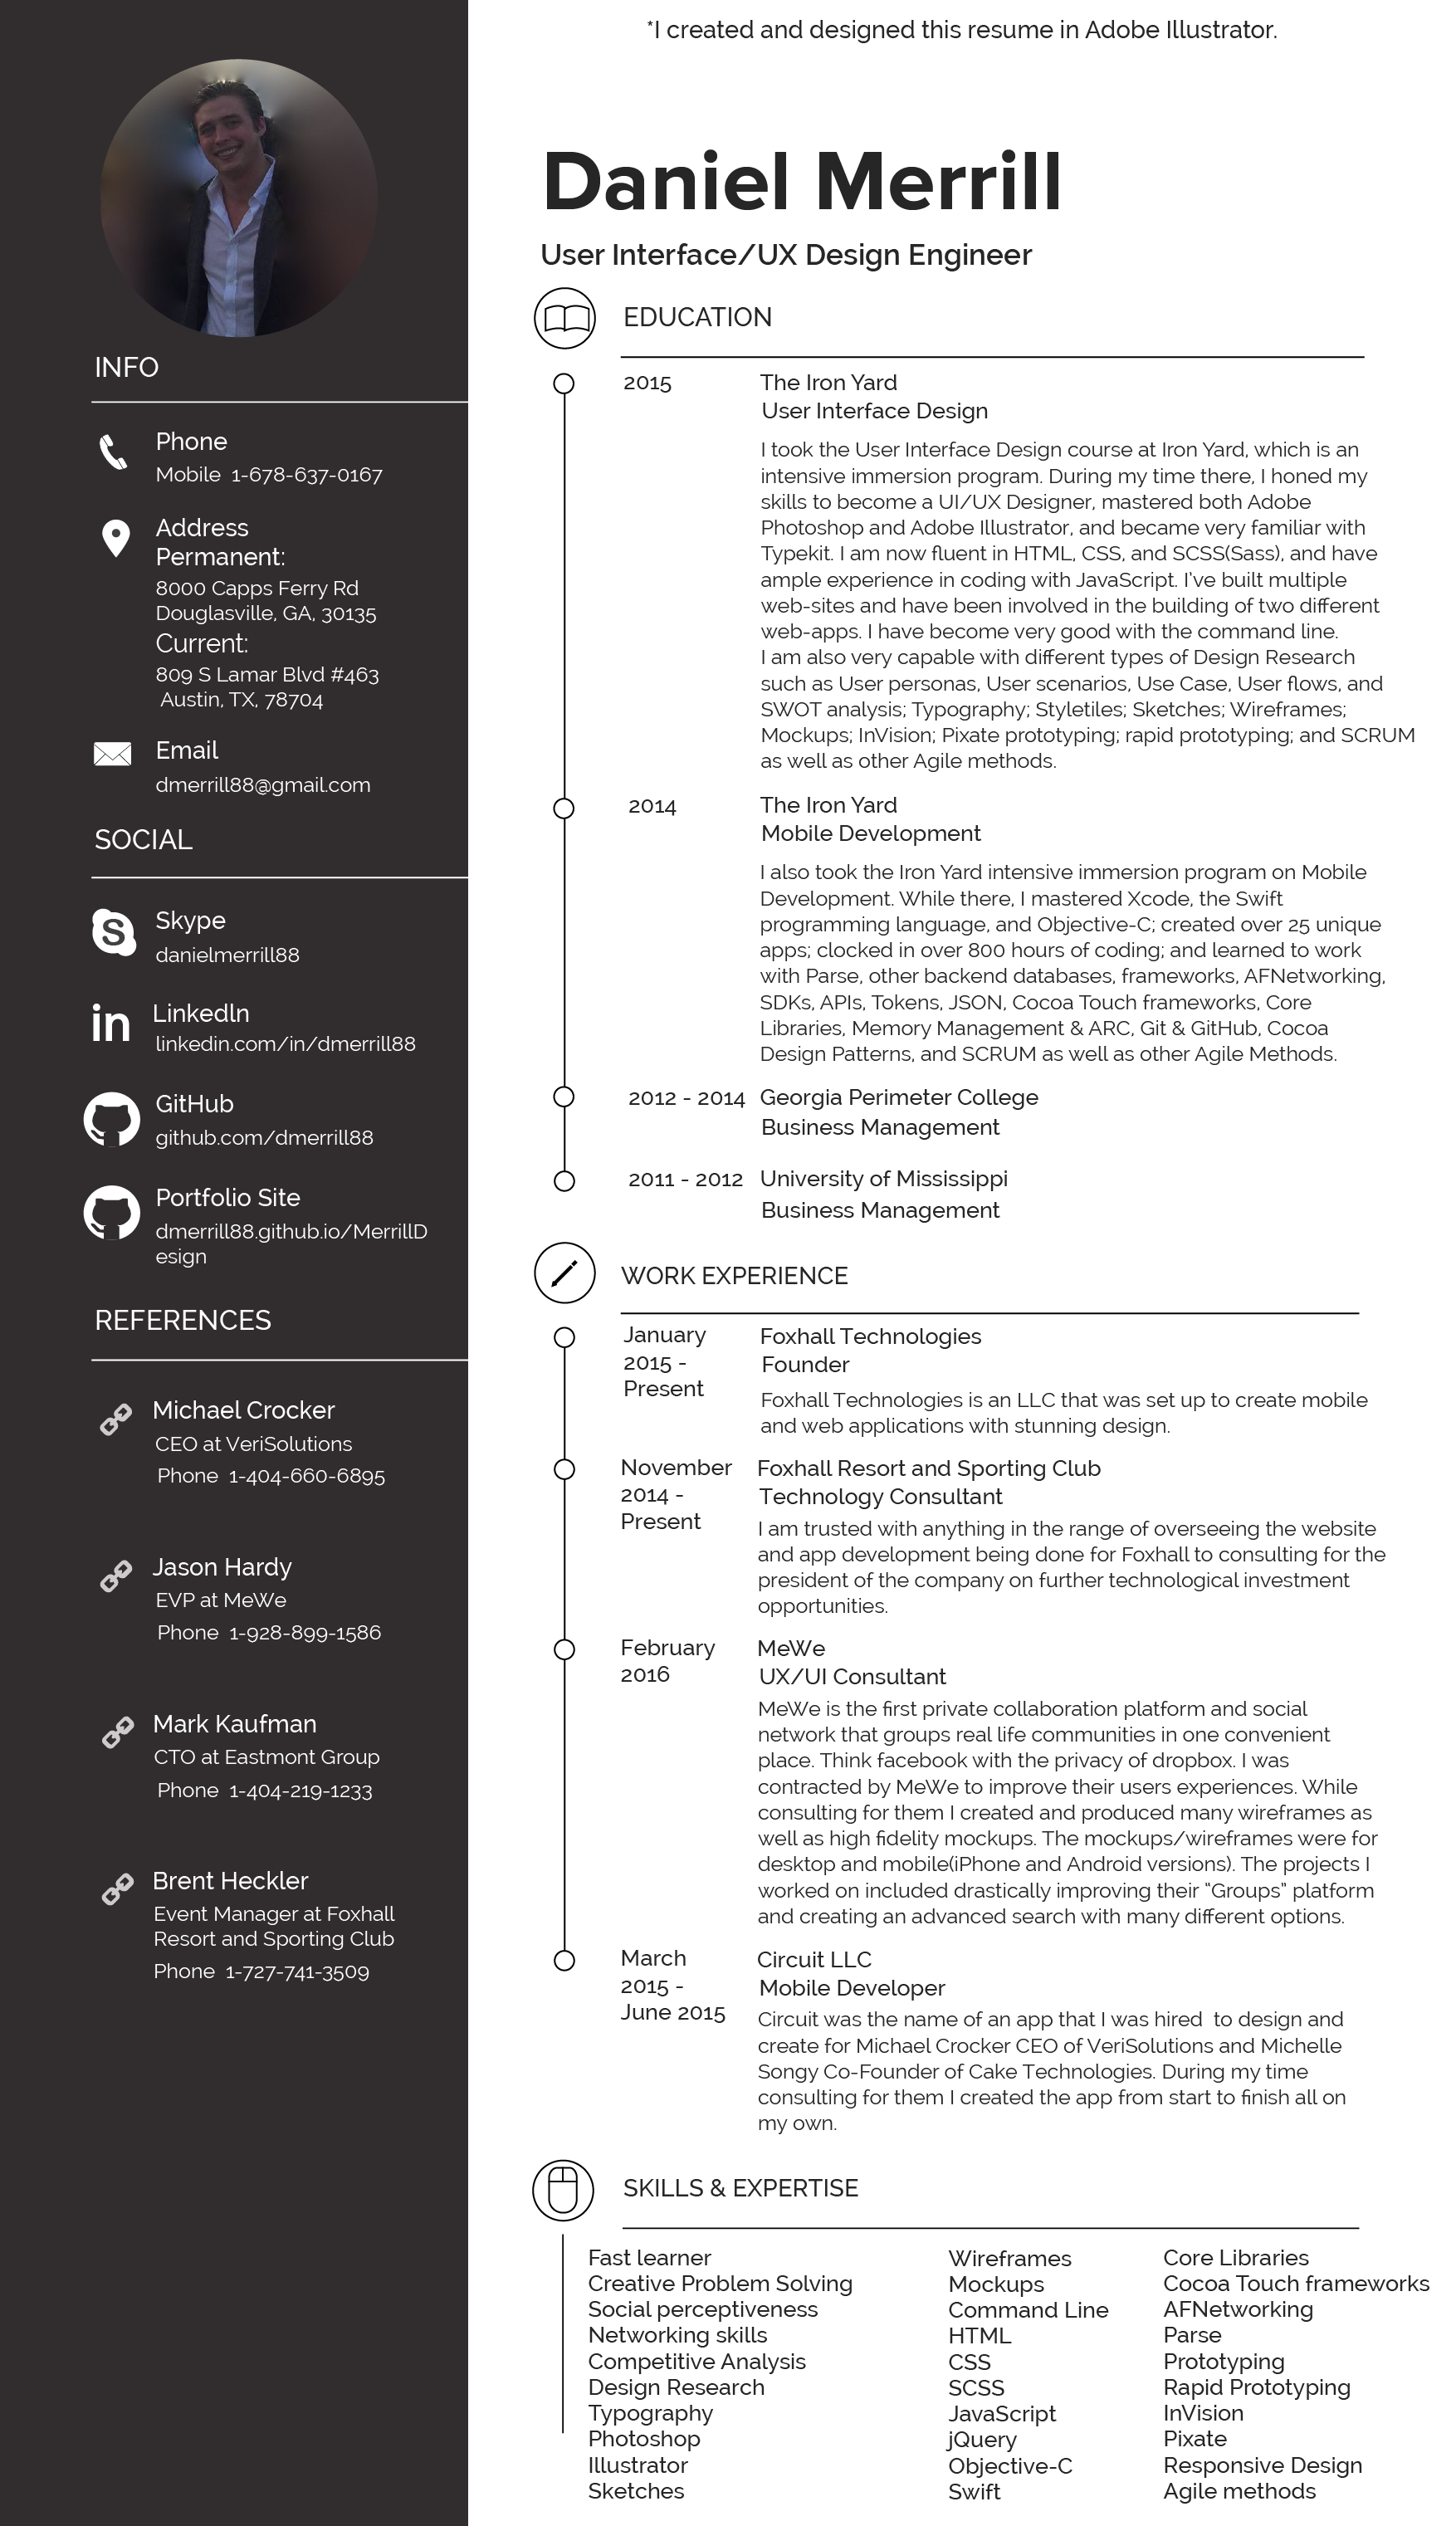 *I created and designed this resume in Adobe Illustrator.
Daniel Merrill
User Interface/UX Design Engineer
INFO
Phone
Mobile  1-678-637-0167
Address
Permanent:
8000 Capps Ferry Rd
Douglasville, GA, 30135
Current:
809 S Lamar Blvd #463
Austin, TX, 78704
Email
dmerrill88@gmail.com
SOCIAL
Skype
danielmerrill88
LinkedIn
linkedin.com/in/dmerrill88
GitHub
github.com/dmerrill88
Portfolio Site
dmerrill88.github.io/MerrillD
esign
REFERENCES
Michael Crocker
CEO at VeriSolutions
Phone  1-404-660-6895
Jason Hardy
EVP at MeWe
Phone  1-928-899-1586
Mark Kaufman
CTO at Eastmont Group
Phone  1-404-219-1233
Brent Heckler
Event Manager at Foxhall
Resort and Sporting Club
Phone  1-727-741-3509
EDUCATION
2015
The Iron Yard
User Interface Design
I took the User Interface Design course at Iron Yard, which is an
intensive immersion program. During my time there, I honed my
skills to become a UI/UX Designer, mastered both Adobe
Photoshop and Adobe Illustrator, and became very familiar with
Typekit. I am now fluent in HTML, CSS, and SCSS(Sass), and have
ample experience in coding with JavaScript. I've built multiple
web-sites and have been involved in the building of two different
web-apps. I have become very good with the command line.
I am also very capable with different types of Design Research
such as User personas, User scenarios, Use Case, User flows, and
SWOT analysis; Typography; Styletiles; Sketches; Wireframes;
Mockups; InVision; Pixate prototyping; rapid prototyping; and SCRUM
as well as other Agile methods.
2014
The Iron Yard
Mobile Development
I also took the Iron Yard intensive immersion program on Mobile
Development. While there, I mastered Xcode, the Swift
programming language, and Objective-C; created over 25 unique
apps; clocked in over 800 hours of coding; and learned to work
with Parse, other backend databases, frameworks, AFNetworking,
SDKs, APIs, Tokens, JSON, Cocoa Touch frameworks, Core
Libraries, Memory Management & ARC, Git & GitHub, Cocoa
Design Patterns, and SCRUM as well as other Agile Methods.
2012 - 2014 Georgia Perimeter College
Business Management
2011 - 2012 University of Mississippi
Business Management
WORK EXPERIENCE
January
2015 -
Present
Foxhall Technologies
Founder
Foxhall Technologies is an LLC that was set up to create mobile
and web applications with stunning design.
November
2014 -
Present
Foxhall Resort and Sporting Club
Technology Consultant
I am trusted with anything in the range of overseeing the website
and app development being done for Foxhall to consulting for the
president of the company on further technological investment
opportunities.
February
2016
MeWe
UX/UI Consultant
MeWe is the first private collaboration platform and social
network that groups real life communities in one convenient
place. Think facebook with the privacy of dropbox. I was
contracted by MeWe to improve their users experiences. While
consulting for them I created and produced many wireframes as
well as high fidelity mockups. The mockups/wireframes were for
desktop and mobile(iPhone and Android versions). The projects I
worked on included drastically improving their “Groups” platform
and creating an advanced search with many different options.
March
2015 -
June 2015
Circuit LLC
Mobile Developer
Circuit was the name of an app that I was hired  to design and
create for Michael Crocker CEO of VeriSolutions and Michelle
Songy Co-Founder of Cake Technologies. During my time
consulting for them I created the app from start to finish all on
my own.
SKILLS & EXPERTISE
Fast learner
Creative Problem Solving
Social perceptiveness
Networking skills
Competitive Analysis
Design Research
Typography
Photoshop
Illustrator
Sketches
Wireframes
Mockups
Command Line
HTML
CSS
SCSS
JavaScript
jQuery
Objective-C
Swift
Core Libraries
Cocoa Touch frameworks
AFNetworking
Parse
Prototyping
Rapid Prototyping
InVision
Pixate
Responsive Design
Agile methods